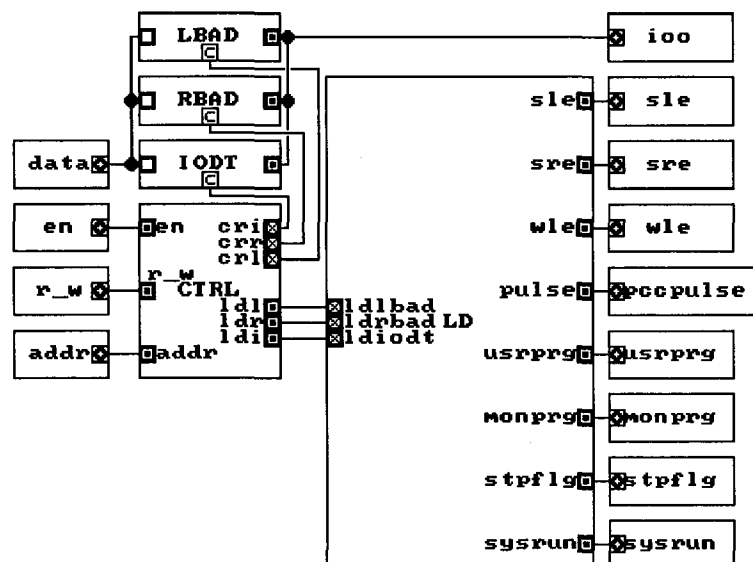 LBAD
C
ioo
RBAD
C
sle
sle
data
IODT
C
sre
sre
en
en
cri
crr
crl
wle
wle
r_w
r_w
CTRL
pulse
pccpulse
ldl
ldr
ldi
ldlbad
ldrbad LD
ldiodt
addr
addr
usrprg
usrprg
monprg
monprg
stpflg
stpflg
sysrun
sysrun